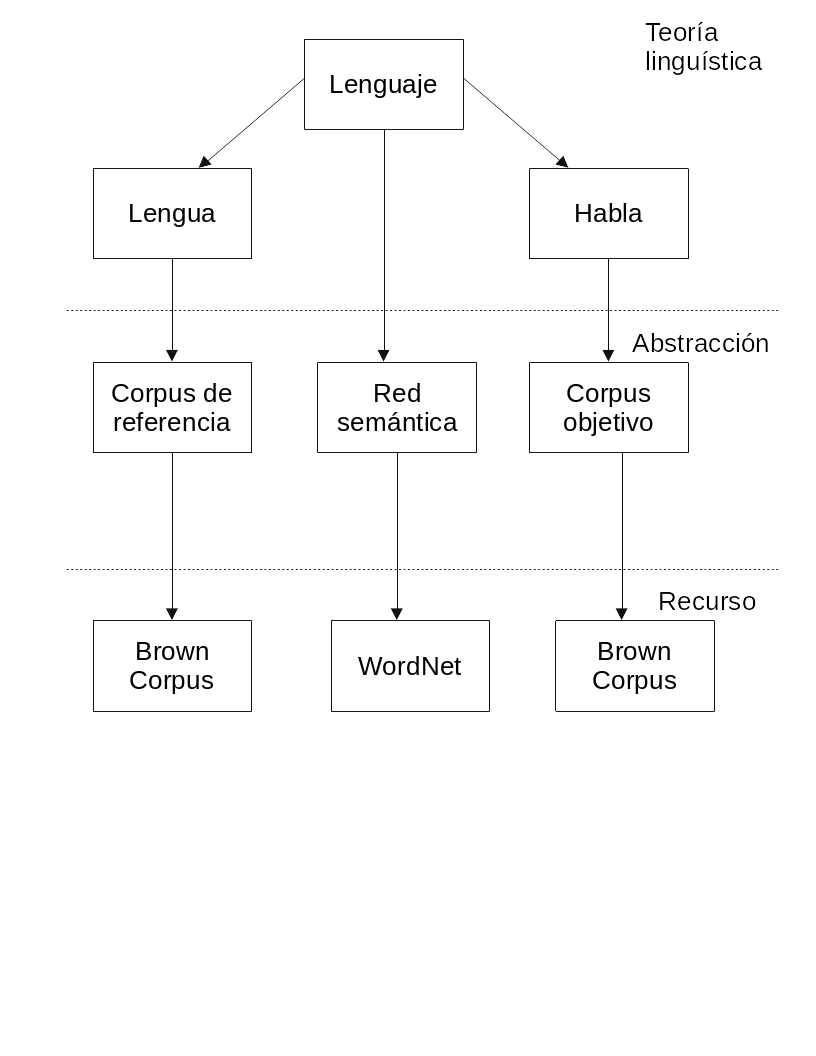 Teoría
linguística
Lenguaje
Lengua
Habla
Abstracción
Corpus de
referencia
Red
semántica
Corpus
objetivo
Recurso
Brown
Corpus
WordNet
Brown
Corpus